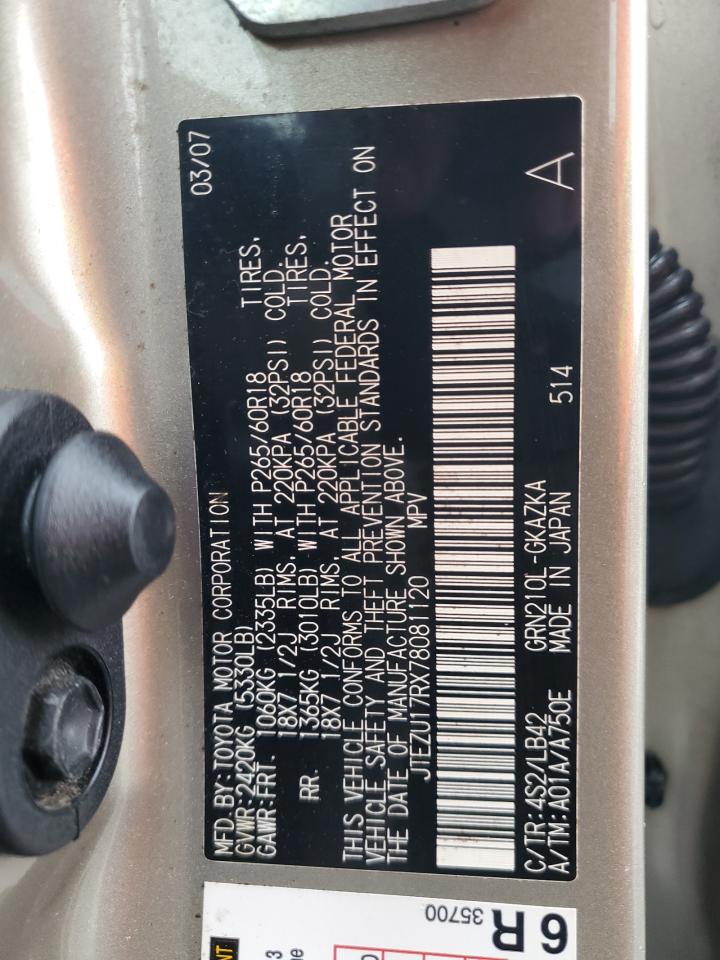 MFD. BY: TOYOTA MOTOR CORPORATION 03/07
GVWR: 2420KG (5330LB)
GAWR: FRT. 1060KG (2335LB) WITH P265/60R18 TIRES,
18X7 1/2J RIMS, AT 220KPA (32PSI) COLD.
RR. 1365KG (3010LB) WITH P265/60R18 TIRES,
18X7 1/2J RIMS, AT 220KPA (32PSI) COLD.
THIS VEHICLE CONFORMS TO ALL APPLICABLE FEDERAL MOTOR
VEHICLE SAFETY AND THEFT PREVENTION STANDARDS IN EFFECT ON
THE DATE OF MANUFACTURE SHOWN ABOVE.
JTEZU17RX78081120 MPV
C/TR: 4S2/LB42 GRN210L-GKAZKA
A/TM: A01A/A750E MADE IN JAPAN 514
A
6R
35700
3